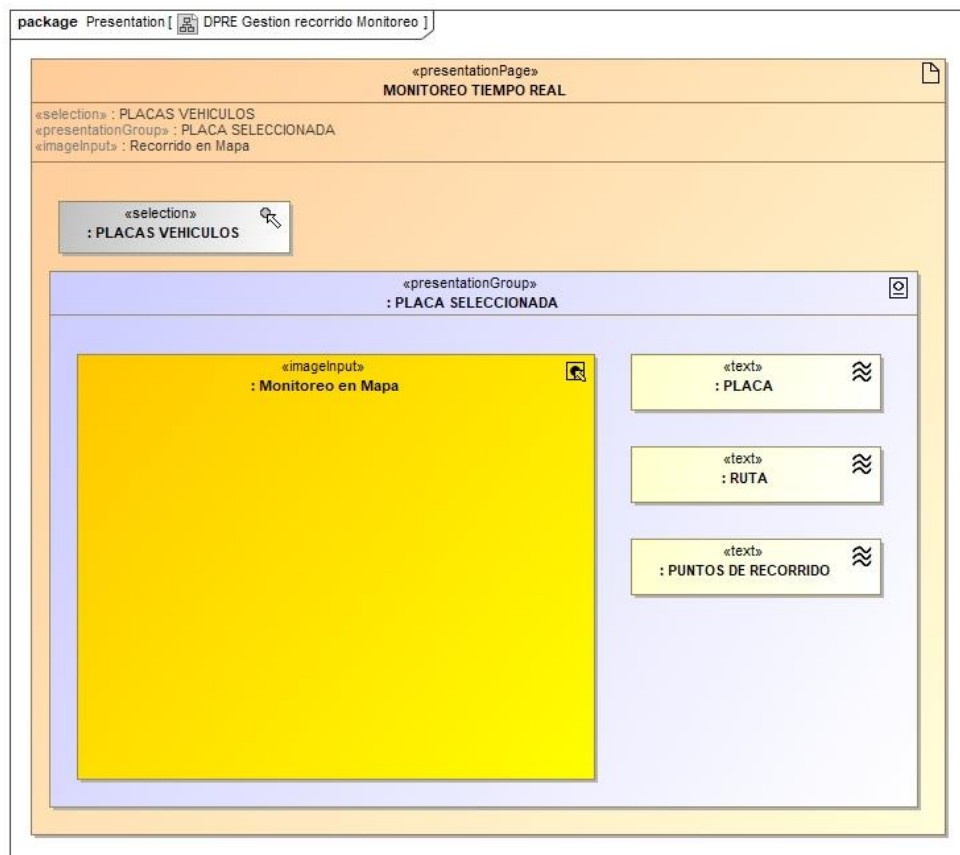 package Presentation [ DPRE Gestion recorrido Monitoreo ]
«presentationPage»
MONITOREO TIEMPO REAL
«selection» : PLACAS VEHICULOS
«presentationGroup» : PLACA SELECCIONADA
«imageInput» : Recorrido en Mapa
«selection»
: PLACAS VEHICULOS
«presentationGroup»
: PLACA SELECCIONADA
«imageInput»
: Monitoreo en Mapa
«text»
: PLACA
«text»
: RUTA
«text»
: PUNTOS DE RECORRIDO